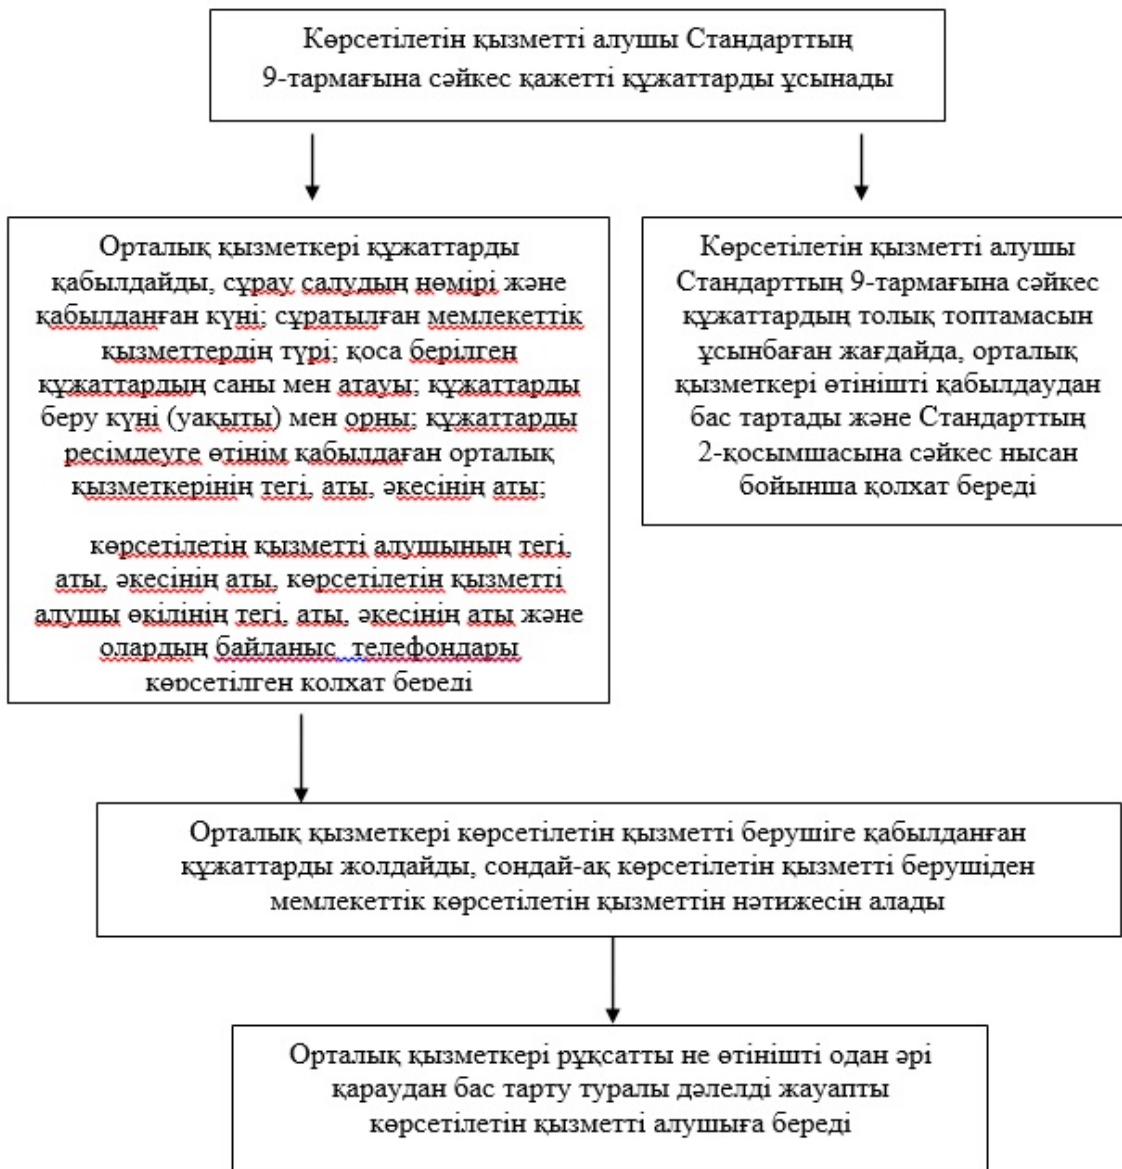 Көрсетілетін қызметті алушы Стандарттың
9-тармағына сәйкес қажетті құжаттарды ұсынады
Орталық қызметкері құжаттарды
қабылдайды, сұрау салудың нөмірі және
қабылданған күні; сұратылған мемлекеттік
қызметтердің түрі; қоса берілген
құжаттардың саны мен атауы; құжаттарды
беру күні (уақыты) мен орны; құжаттарды
ресімдеуге өтінім қабылдаған орталық
қызметкерінің тегі, аты, әкесінің аты;
көрсетілетін қызметті алушының тегі,
аты, әкесінің аты, көрсетілетін қызметті
алушы өкілінің тегі, аты, әкесінің аты және
олардың байланыс телефондары
көрсетілген қолхат береді
Көрсетілетін қызметті алушы
Стандарттың 9-тармағына сәйкес
құжаттардың толық топтамасын
ұсынбаған жағдайда, орталық
қызметкері өтінішті қабылдаудан
бас тартады және Стандарттың
2-қосымшасына сәйкес нысан
бойынша қолхат береді
Орталық қызметкері көрсетілетін қызметті берушіге қабылданған
құжаттарды жолдайды, сондай-ақ көрсетілетін қызметті берушіден
мемлекеттік көрсетілетін қызметтін нәтижесін алады
Орталық қызметкері рұқсатты не өтінішті одан әрі
қараудан бас тарту туралы дәлелді жауапты
көрсетілетін қызметті алушыға береді